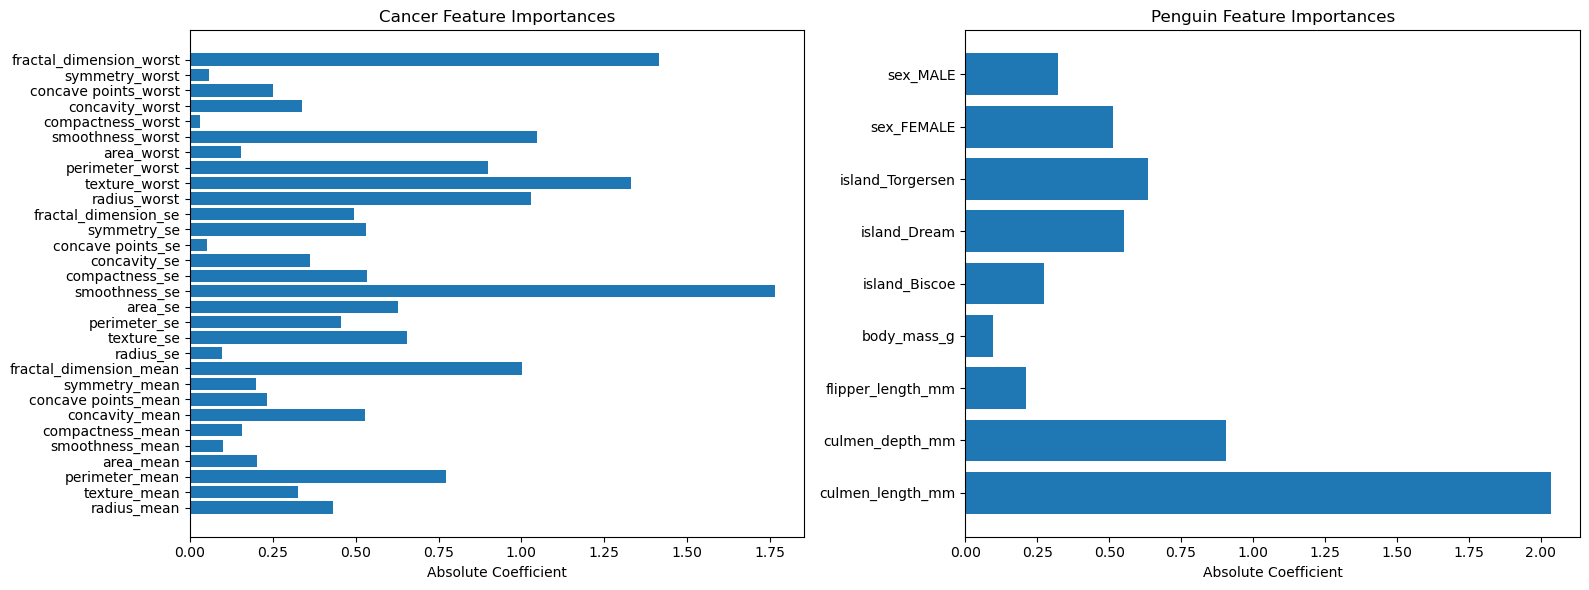 Cancer Feature Importances
fractal_dimension_worst
symmetry_worst
concave points_worst
concavity_worst
compactness_worst
smoothness_worst
area_worst
perimeter_worst
texture_worst
radius_worst
fractal_dimension_se
symmetry_se
concave points_se
concavity_se
compactness_se
smoothness_se
area_se
perimeter_se
texture_se
radius_se
fractal_dimension_mean
symmetry_mean
concave points_mean
concavity_mean
compactness_mean
smoothness_mean
area_mean
perimeter_mean
texture_mean
radius_mean
0.00 0.25 0.50 0.75 1.00 1.25 1.50 1.75
Absolute Coefficient
Penguin Feature Importances
sex_MALE
sex_FEMALE
island_Torgersen
island_Dream
island_Biscoe
body_mass_g
flipper_length_mm
culmen_depth_mm
culmen_length_mm
0.00 0.25 0.50 0.75 1.00 1.25 1.50 1.75 2.00
Absolute Coefficient